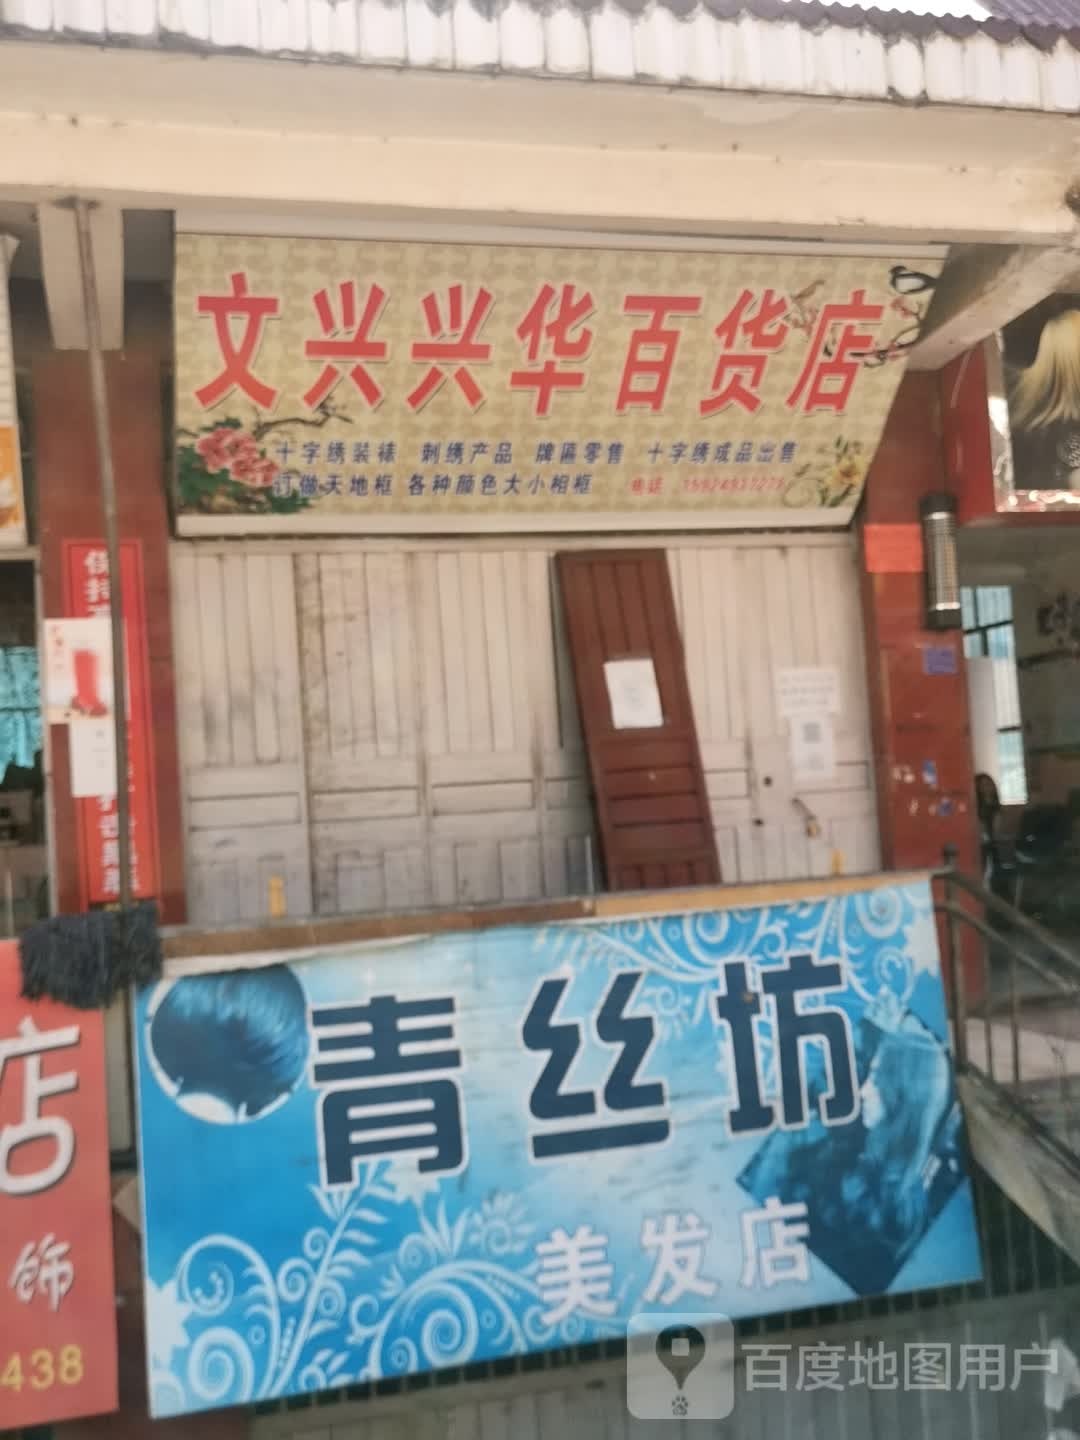 文兴兴华百货店
十字绣装裱 刺绣产品 牌匾零售 十字绣成品出售
订做天地框 各种颜色大小相框 电话
保持
青丝坊
美发店
店
饰
438
百度地图用户